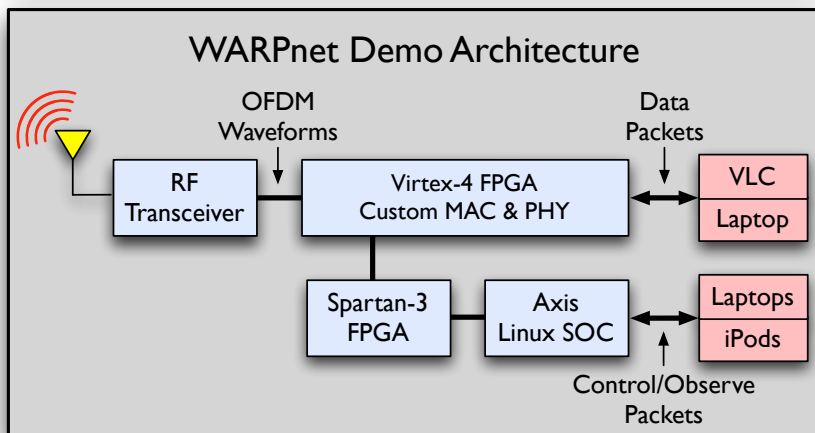 WARPnet Demo Architecture
OFDM
Waveforms
Data
Packets
RF
Transceiver
Virtex-4 FPGA
Custom MAC & PHY
VLC
Laptop
Spartan-3
FPGA
Axis
Linux SOC
Laptops
iPods
Control/Observe
Packets